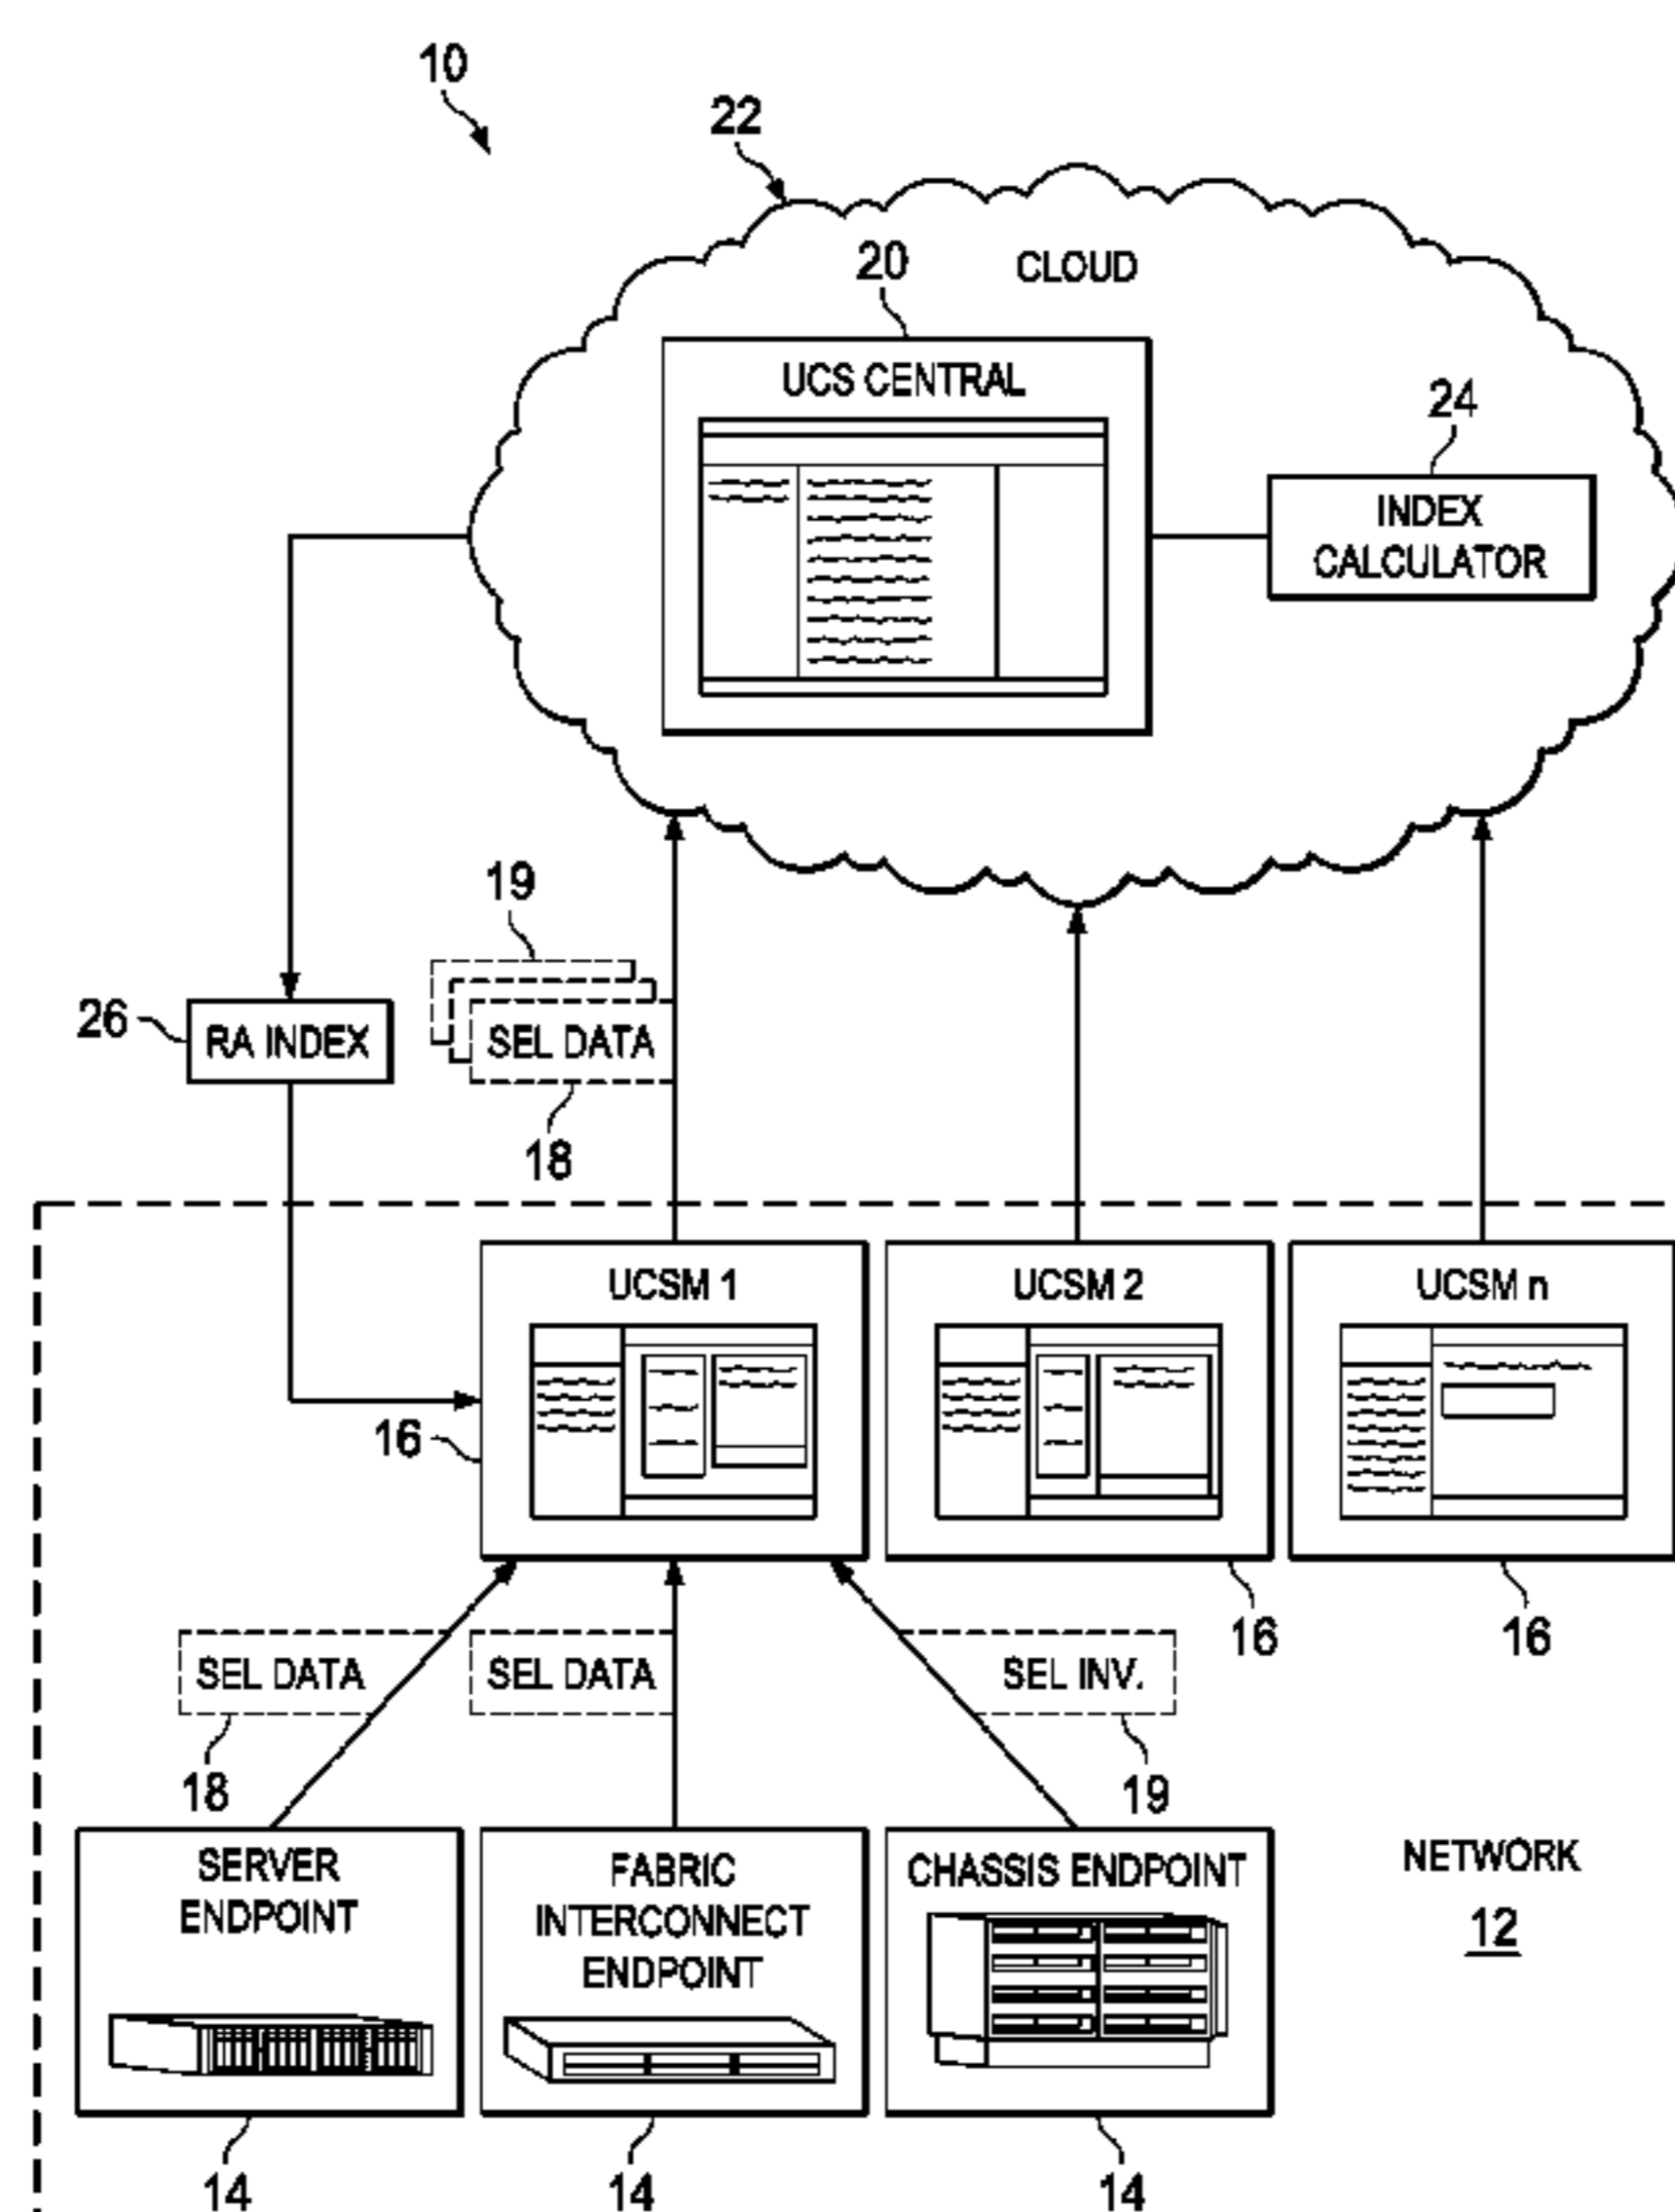 10
22
20
CLOUD
UCS CENTRAL
24
INDEX
CALCULATOR
19
26
RA INDEX
SEL DATA
18
UCSM 1
UCSM 2
UCSM n
16
16
16
SEL DATA
SEL DATA
SEL INV.
18
19
SERVER
ENDPOINT
FABRIC
INTERCONNECT
ENDPOINT
CHASSIS ENDPOINT
NETWORK
12
14
14
14